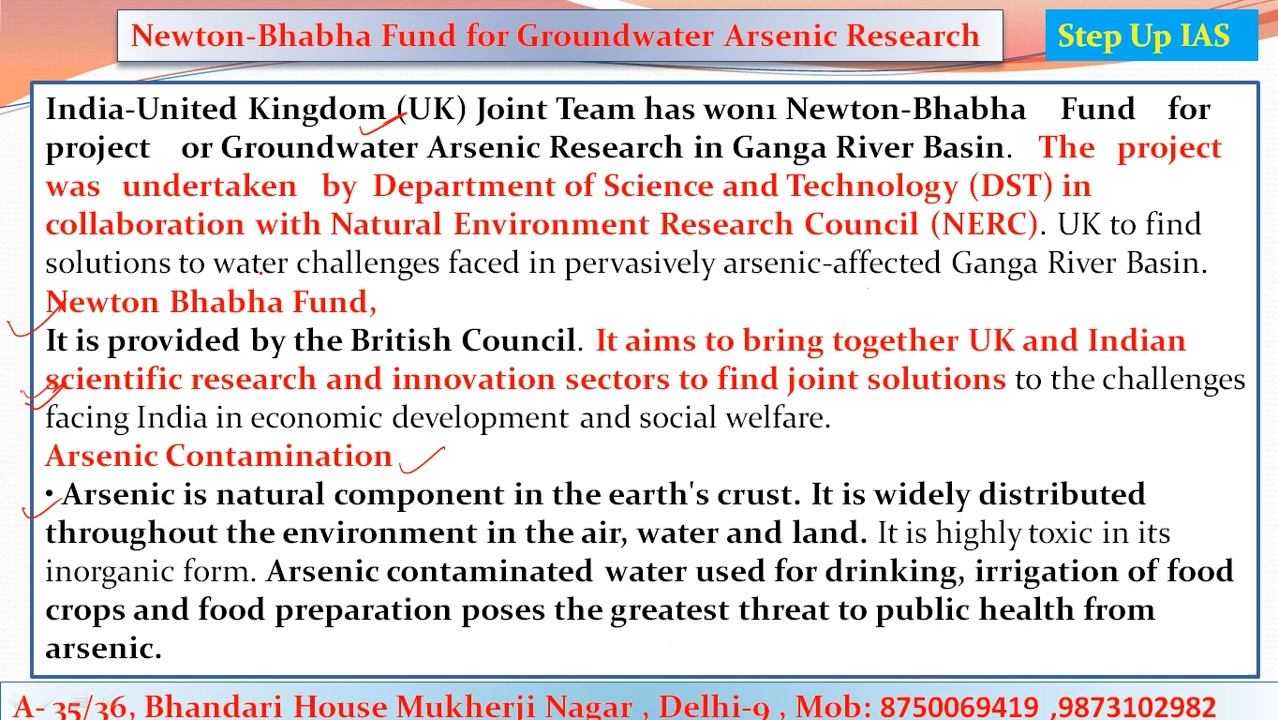 Newton-Bhabha Fund for Groundwater Arsenic Research
Step Up IAS
India-United Kingdom (UK) Joint Team has won1 Newton-Bhabha Fund for
project or Groundwater Arsenic Research in Ganga River Basin. The project
was undertaken by Department of Science and Technology (DST) in
collaboration with Natural Environment Research Council (NERC). UK to find
solutions to water challenges faced in pervasively arsenic-affected Ganga River Basin.
Newton Bhabha Fund,
It is provided by the British Council. It aims to bring together UK and Indian
scientific research and innovation sectors to find joint solutions to the challenges
facing India in economic development and social welfare.
Arsenic Contamination
• Arsenic is natural component in the earth's crust. It is widely distributed
throughout the environment in the air, water and land. It is highly toxic in its
inorganic form. Arsenic contaminated water used for drinking, irrigation of food
crops and food preparation poses the greatest threat to public health from
arsenic.
A- 35/36, Bhandari House Mukherji Nagar , Delhi-9 , Mob: 8750069419 ,9873102982